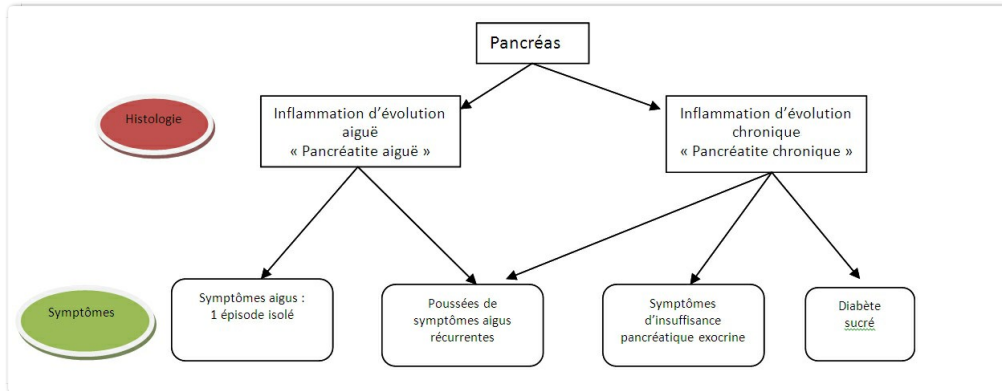 Pancréas
Histologie
Inflammation d’évolution
aiguë
« Pancréatite aiguë »
Inflammation d’évolution
chronique
« Pancréatite chronique »
Symptômes
Symptômes aigus :
1 épisode isolé
Poussées de
symptômes aigus
récurrentes
Symptômes
d’insuffisance
pancréatique exocrine
Diabète
sucré